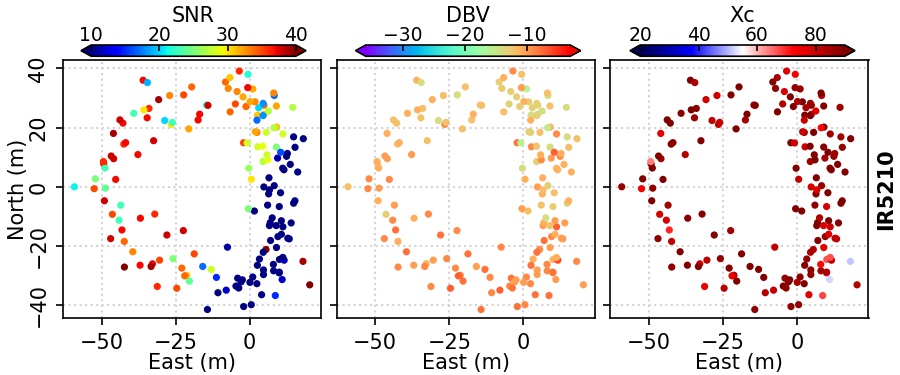 SNR DBV Xc
10 20 30 40 −30 −20 −10 20 40 60 80
40
20
0
−20
−40
North (m)
IR5210
−50 −25 0 −50 −25 0 −50 −25 0
East (m) East (m) East (m)